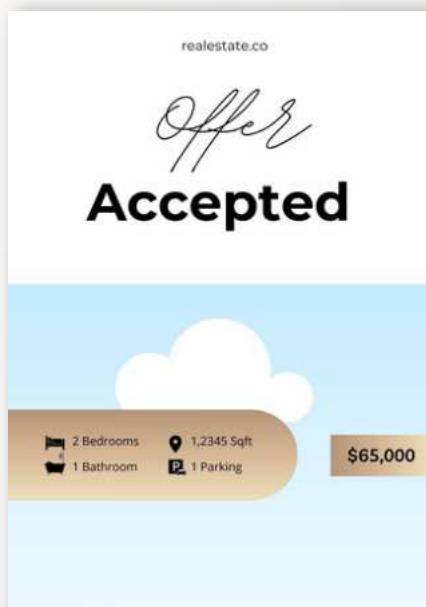 realestate.co
Offer
Accepted
2 Bedrooms
1,2345 Sqft
1 Bathroom
P 1 Parking
$65,000